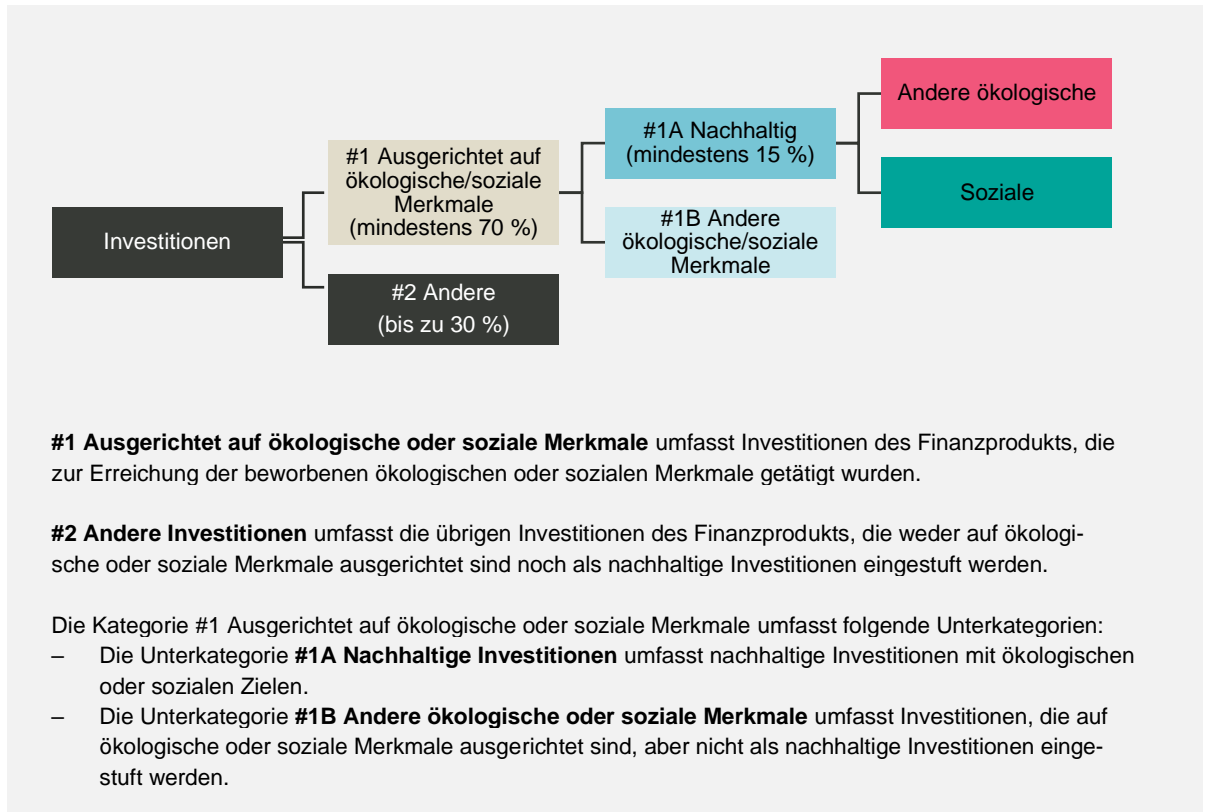 Andere ökologische
#1A Nachhaltig
(mindestens 15 %)
#1 Ausgerichtet auf
ökologische/soziale
Merkmale
(mindestens 70 %)
Soziale
#1B Andere
ökologische/soziale
Merkmale
Investitionen
#2 Andere
(bis zu 30 %)
#1 Ausgerichtet auf ökologische oder soziale Merkmale umfasst Investitionen des Finanzprodukts, die
zur Erreichung der beworbenen ökologischen oder sozialen Merkmale getätigt wurden.
#2 Andere Investitionen umfasst die übrigen Investitionen des Finanzprodukts, die weder auf ökologi-
sche oder soziale Merkmale ausgerichtet sind noch als nachhaltige Investitionen eingestuft werden.
Die Kategorie #1 Ausgerichtet auf ökologische oder soziale Merkmale umfasst folgende Unterkategorien:
– Die Unterkategorie #1A Nachhaltige Investitionen umfasst nachhaltige Investitionen mit ökologischen
oder sozialen Zielen.
– Die Unterkategorie #1B Andere ökologische oder soziale Merkmale umfasst Investitionen, die auf
ökologische oder soziale Merkmale ausgerichtet sind, aber nicht als nachhaltige Investitionen einge-
stuft werden.